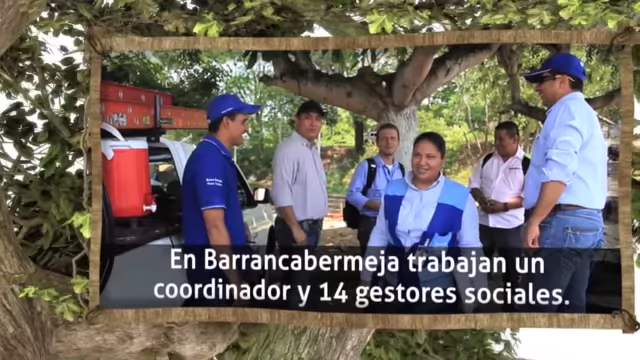 En Barrancabermeja trabajan un
coordinador y 14 gestores sociales.